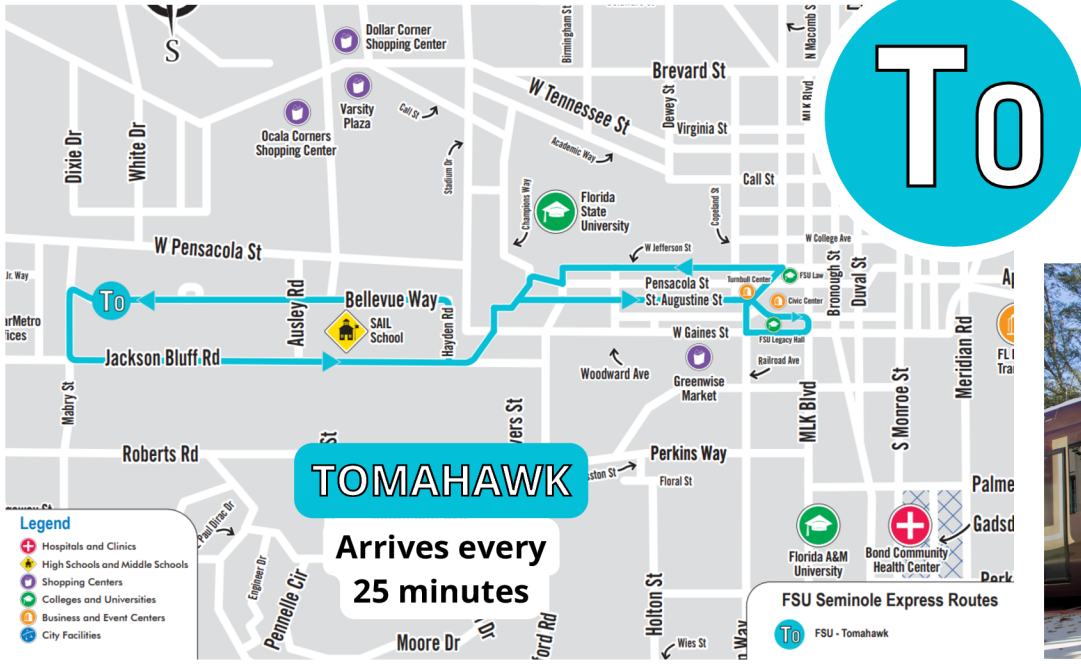 S
Dollar Corner
Shopping Center
Varsity
Plaza
Ocala Corners
Shopping Center
Call St
Birmingham St
Brevard St
Dewey St
Virginia St
N Macomb S
MLK Blvd
W Tennessee St
Academic Way
Call St
Dixie Dr
White Dr
Stadium Dr
Champions Way
Copeland St
Florida
State
University
W Pensacola St
W Jefferson St
W College Ave
Jr. Way
To
Ausley Rd
Bellevue Way
Hayden Rd
SAIL
School
Jackson Bluff Rd
Mabry St
Pensacola St
St. Augustine St
Turnbull Center
FSU Law
Civic Center
FSU Legacy Hall
Bronough St
Duval St
W Gaines St
Woodward Ave
Greenwise
Market
Railroad Ave
MLK Blvd
S Monroe St
Meridian Rd
Roberts Rd
Perkins Way
Floral St
TOMAHAWK
Arrives every
25 minutes
Paul Dirac Dr
Engineer Dr
Pennelle Cir
Moore Dr
Holton St
Wies St
Florida A&M
University
Bond Community
Health Center
Legend
Hospitals and Clinics
High Schools and Middle Schools
Shopping Centers
Colleges and Universities
Business and Event Centers
City Facilities
FSU Seminole Express Routes
To FSU - Tomahawk
To